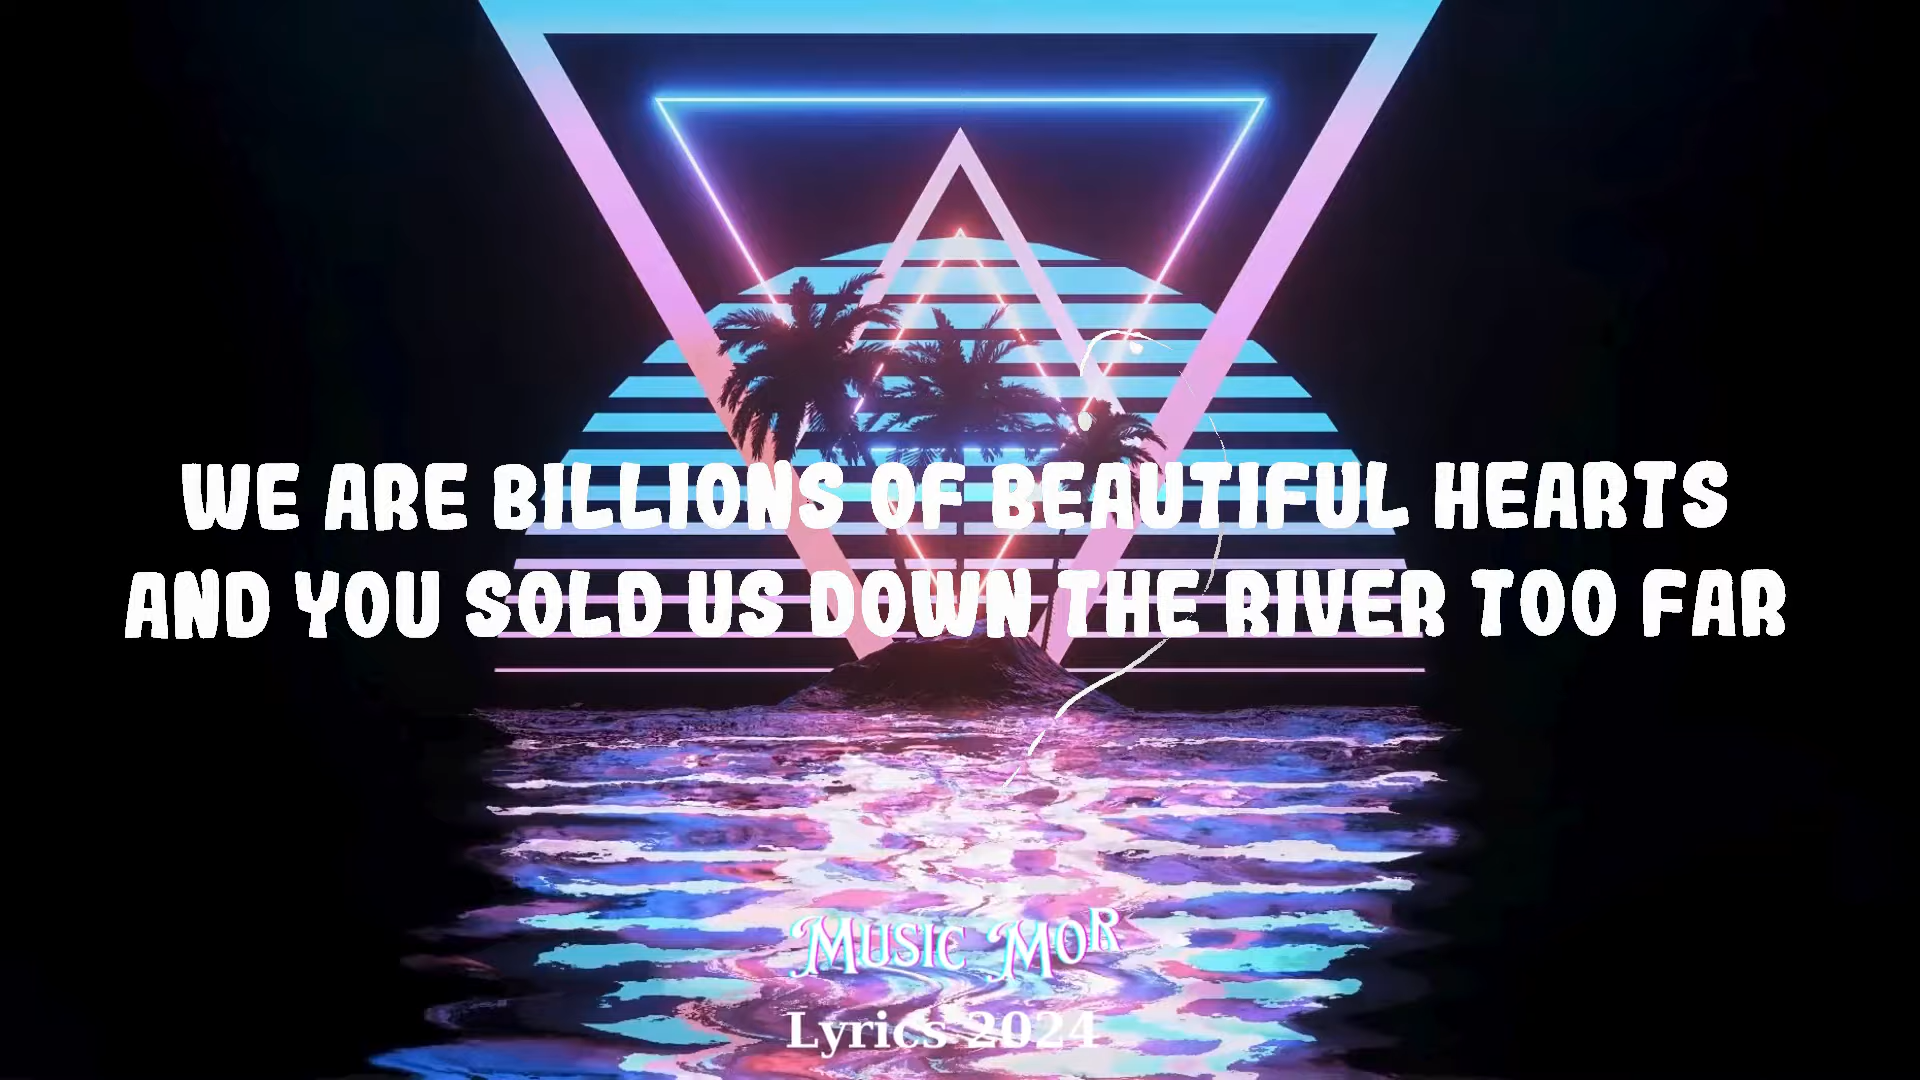 WE ARE BILLIONS OF BEAUTIFUL HEARTS
AND YOU SOLD US DOWN THE RIVER TOO FAR
MUSIC MOR
Lyrics 2024